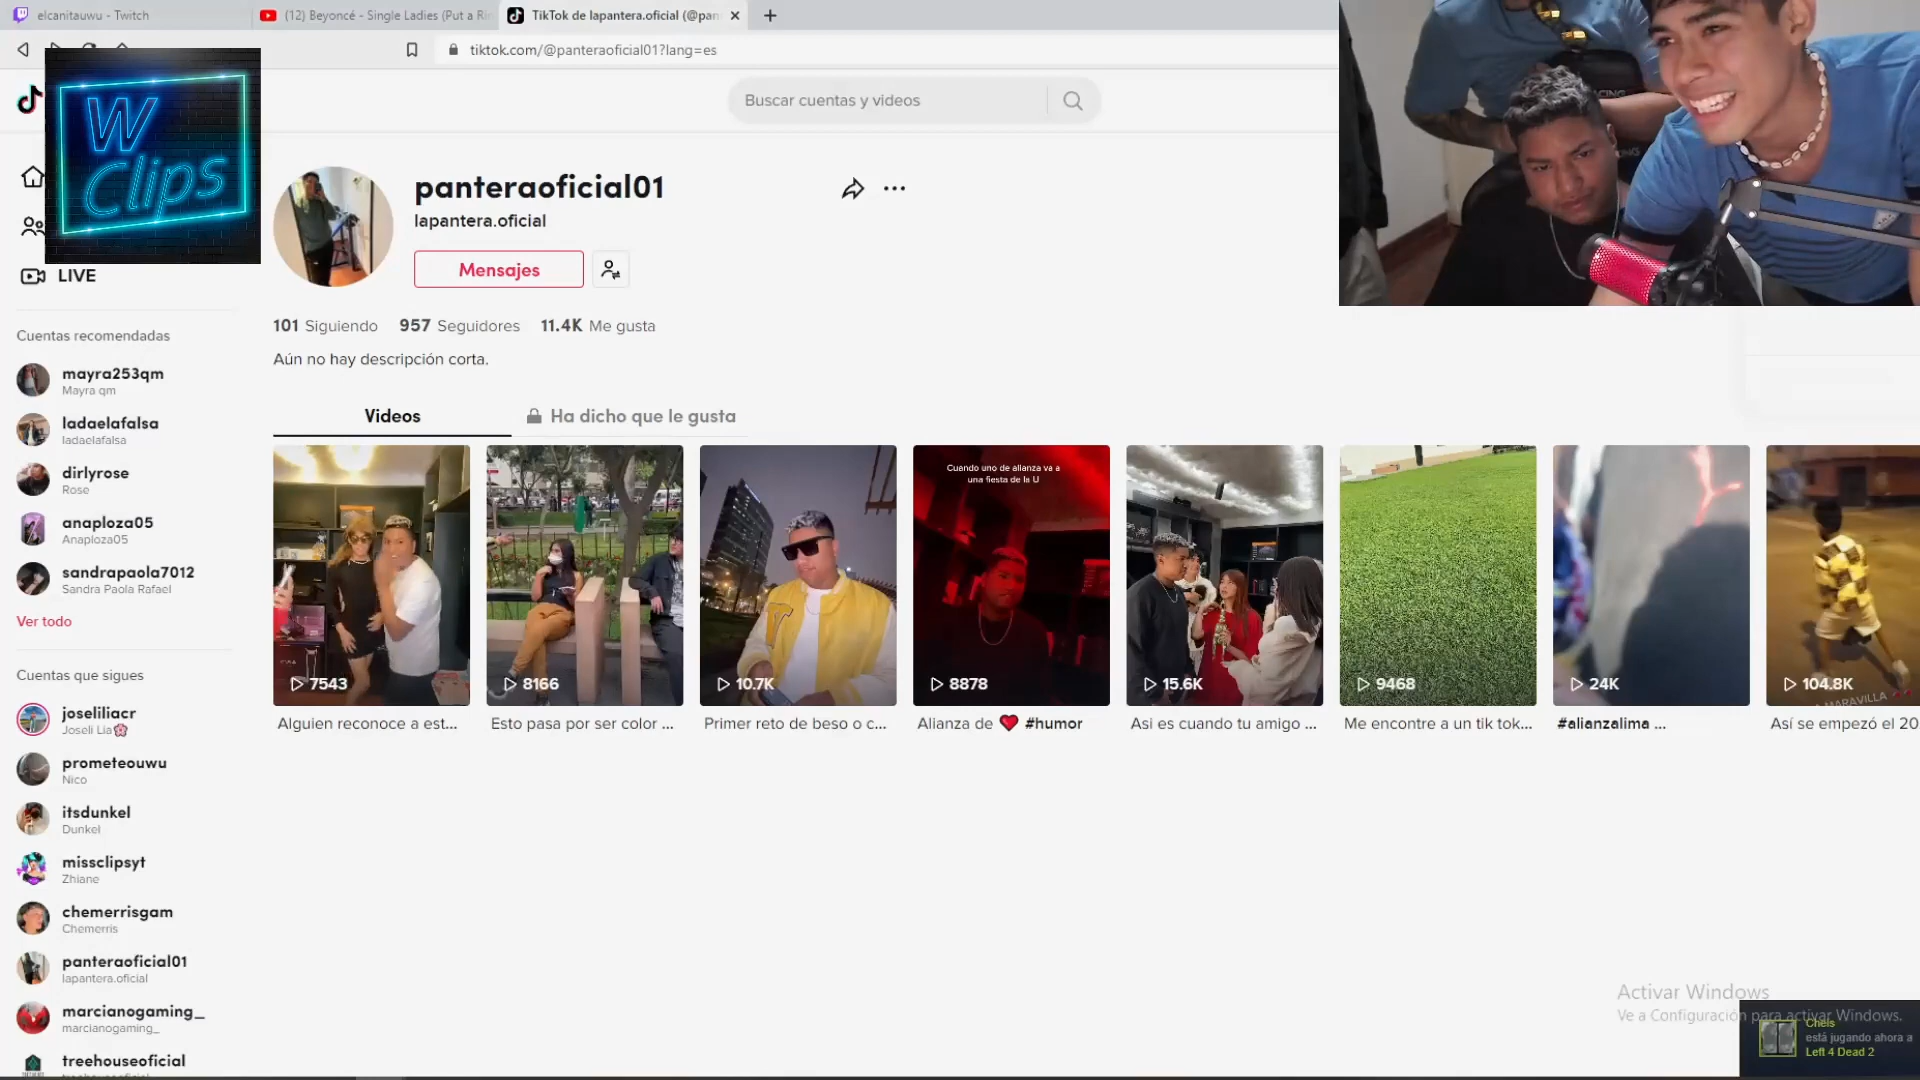 elcanitauwu - Twitch
(12) Beyoncé - Single Ladies (Put a Rin
TikTok de lapantera.oficial (@pan
tiktok.com/@panteraoficial01?lang=es
Buscar cuentas y videos
W
Clips
LIVE
Cuentas recomendadas
mayra253qm
Mayra qm
ladaelafalsa
ladaelafalsa
dirlyrose
Rose
anaploza05
Anaploza05
sandrapaola7012
Sandra Paola Rafael
Ver todo
Cuentas que sigues
joseliliacr
Joseli Lia🌸
prometeouwu
Nico
itsdunkel
Dunkel
missclipsyt
Zhiane
chemerrisgam
Chemerris
panteraoficial01
lapantera.oficial
marcianogaming_
marcianogaming_
treehouseoficial
panteraoficial01
lapantera.oficial
Mensajes
101 Siguiendo 957 Seguidores 11.4K Me gusta
Aún no hay descripción corta.
Videos
Ha dicho que le gusta
Cuando uno de alianza va a
una fiesta de la U
MARAVILLA
7543
8166
10.7K
8878
15.6K
9468
24K
104.8K
Alguien reconoce a est...
Esto pasa por ser color ...
Primer reto de beso o c...
Alianza de ❤️ #humor
Asi es cuando tu amigo ...
Me encontre a un tik tok...
#alianzalima ...
Así se empezó el 20
Activar Windows
Ve a Configuración para activar Windows.
Cheis
está jugando ahora a
Left 4 Dead 2